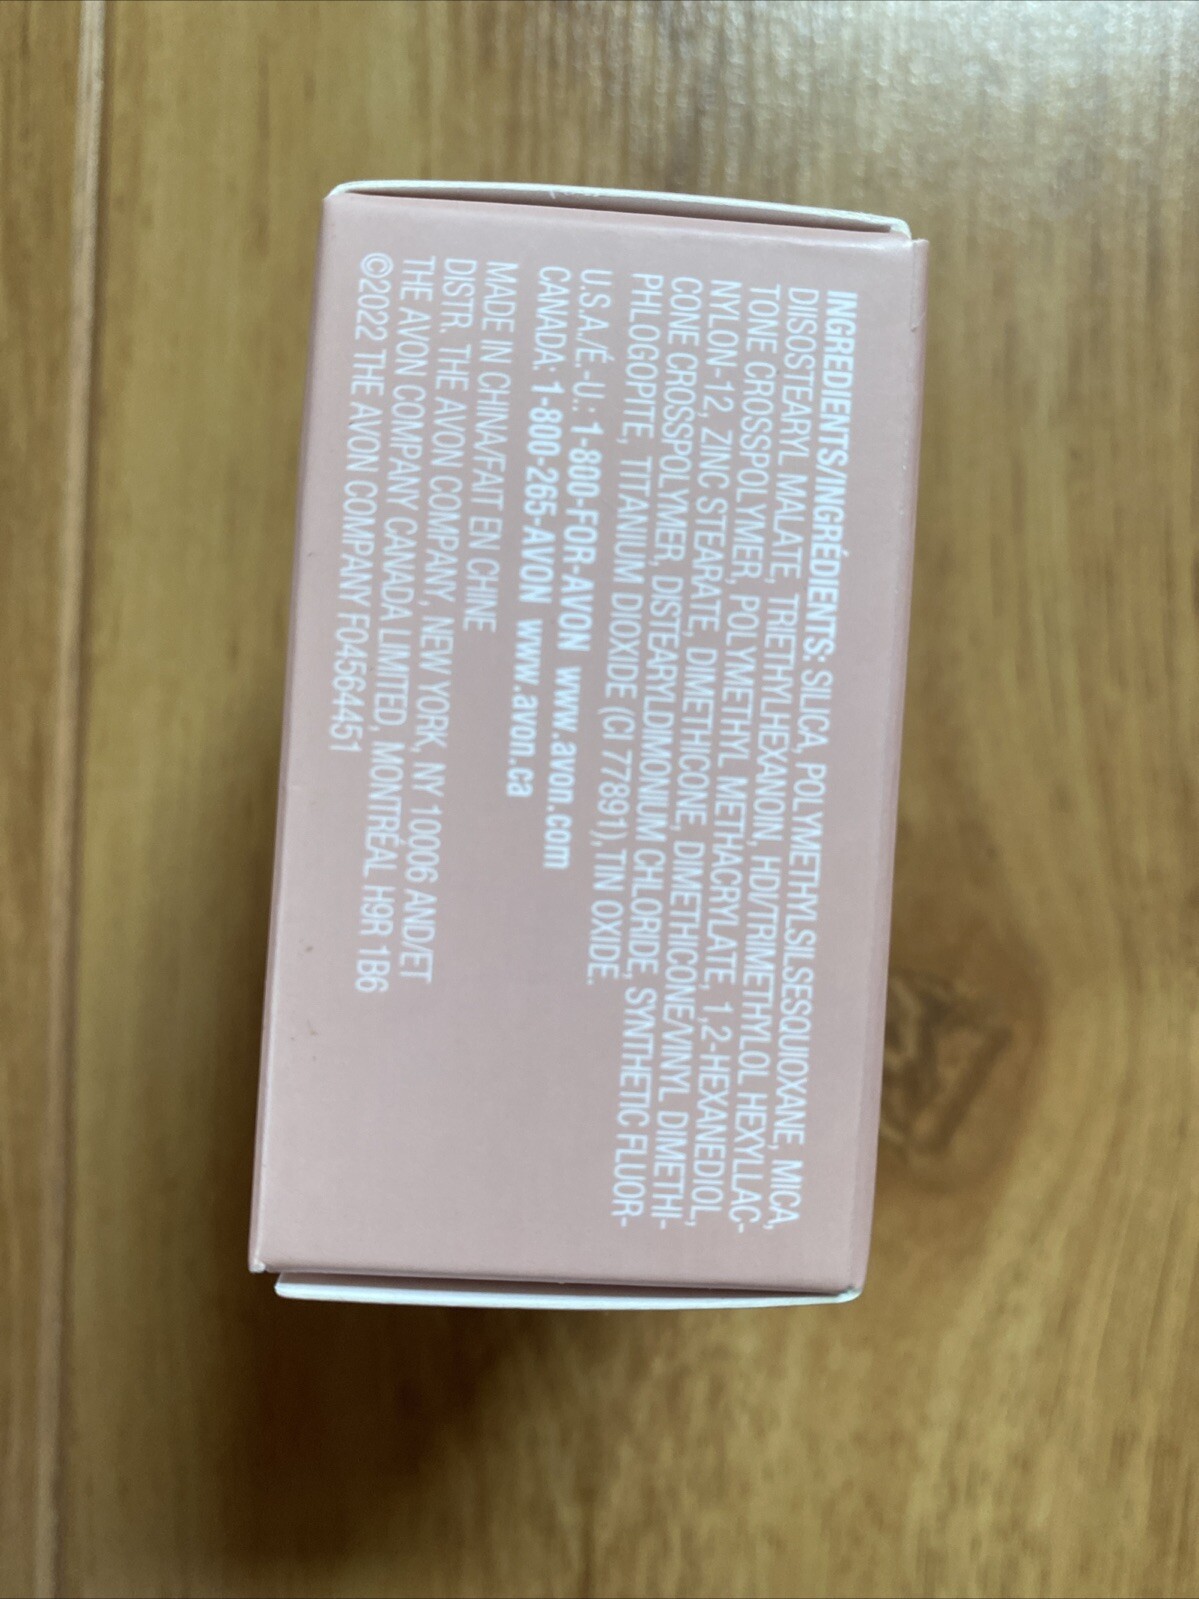 INGREDIENTS/INGRÉDIENTS: SILICA, POLYMETHYLSILSESQUIOXANE, MICA,
DISOSTEARYL MALATE, TRIETHYLHEXANOIN, HDI/TRIMETHYLOL HEXYLLAC-
TONE CROSSPOLYMER, POLYMETHYL METHACRYLATE, 1,2-HEXANEDIOL,
NYLON-12, ZINC STEARATE, DIMETHICONE, DIMETHICONE/VINYL DIMETHI-
CONE CROSSPOLYMER, DISTEARYLDIMONIUM CHLORIDE, SYNTHETIC FLUOR-
PHLOGOPITE, TITANIUM DIOXIDE (CI 77891), TIN OXIDE.
U.S.A./É.-U.: 1-800-FOR-AVON www.avon.com
CANADA: 1-800-265-AVON www.avon.ca
MADE IN CHINA/FAIT EN CHINE
DISTR. THE AVON COMPANY, NEW YORK, NY 10006 AND/ET
THE AVON COMPANY CANADA LIMITED, MONTRÉAL H9R 1B6
©2022 THE AVON COMPANY F04564451